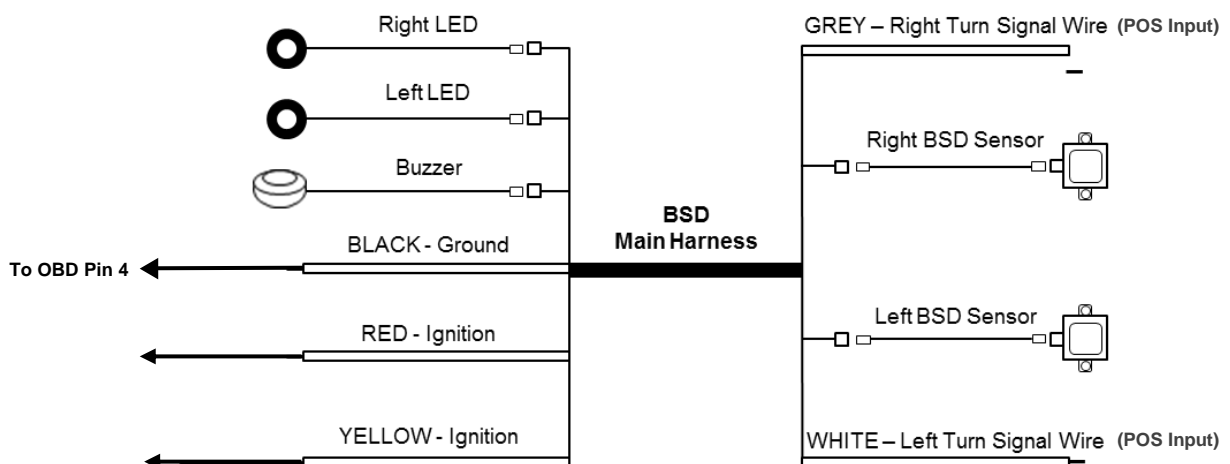 Right LED
GREY – Right Turn Signal Wire (POS Input)
Left LED
Right BSD Sensor
Buzzer
BSD
Main Harness
BLACK - Ground
To OBD Pin 4
Left BSD Sensor
RED - Ignition
YELLOW - Ignition
WHITE – Left Turn Signal Wire (POS Input)